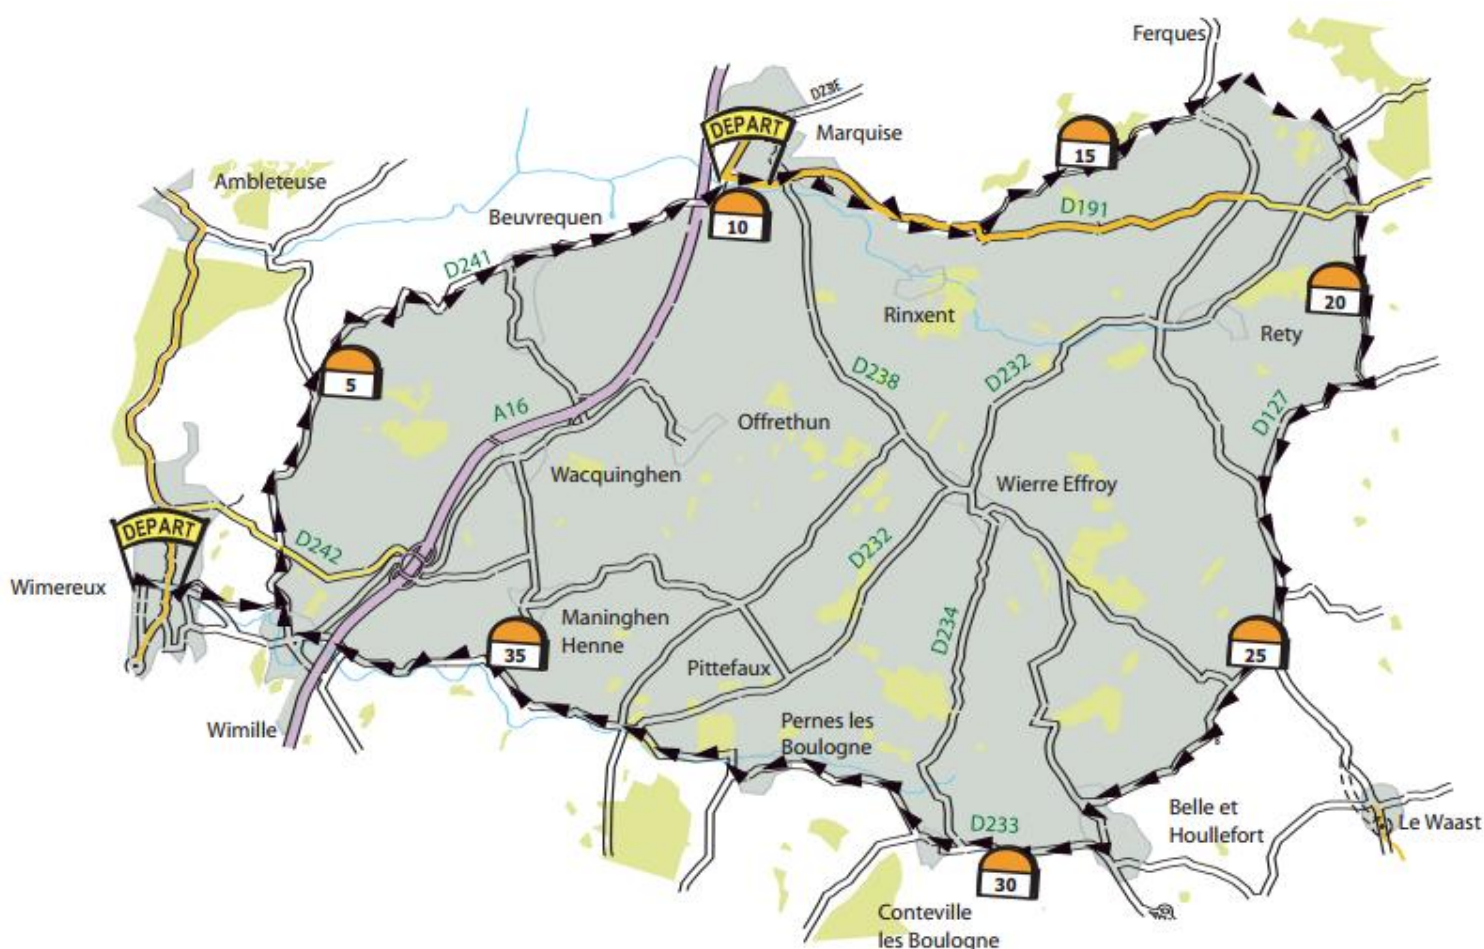 Ferques
D231E
DEPART
Marquise
15
Ambleteuse
Beuvrequen
10
D191
D241
Rinxent
20
Rety
5
D238
D232
D127
A16
Offrethun
Wacquinghen
Wierre Effroy
DEPART
D242
D232
Wimereux
Maninghen
Henne
D234
35
25
Pittefaux
Wimille
Pernes les
Boulogne
Belle et
Houllefort
Le Waast
D233
30
Conteville
les Boulogne